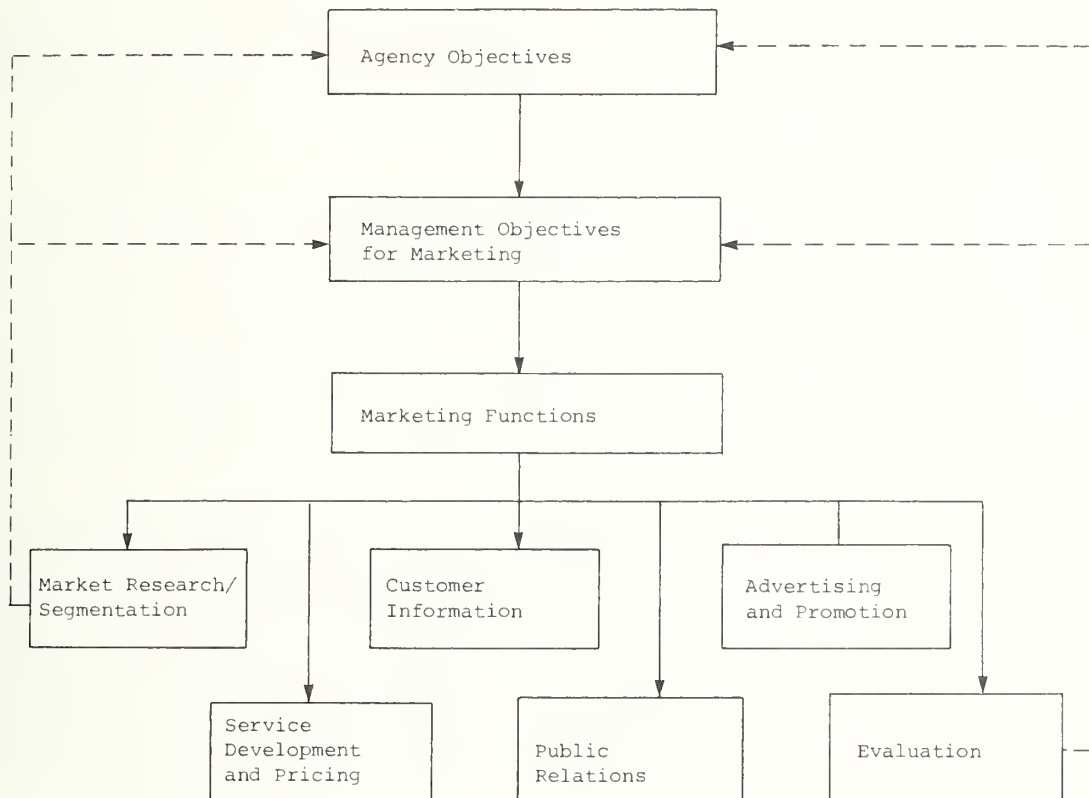 Agency Objectives
Management Objectives
for Marketing
Marketing Functions
Market Research/
Segmentation
Customer
Information
Advertising
and Promotion
Service
Development
and Pricing
Public
Relations
Evaluation